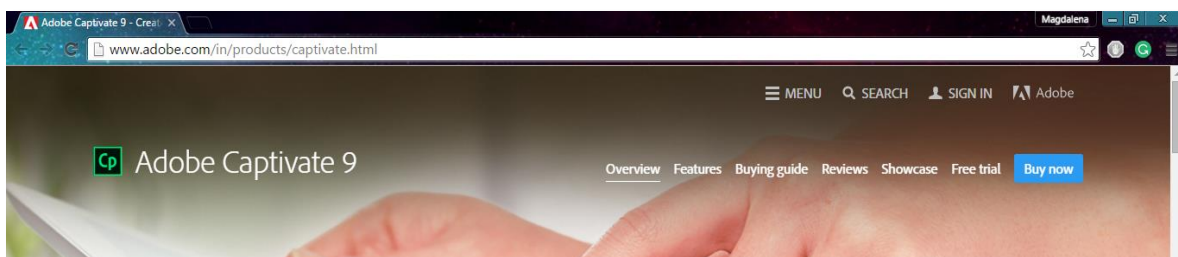 Adobe Captivate 9 - Creat
Magdalena
www.adobe.com/in/products/captivate.html
MENU SEARCH SIGN IN Adobe
Cp Adobe Captivate 9
Overview Features Buying guide Reviews Showcase Free trial Buy now